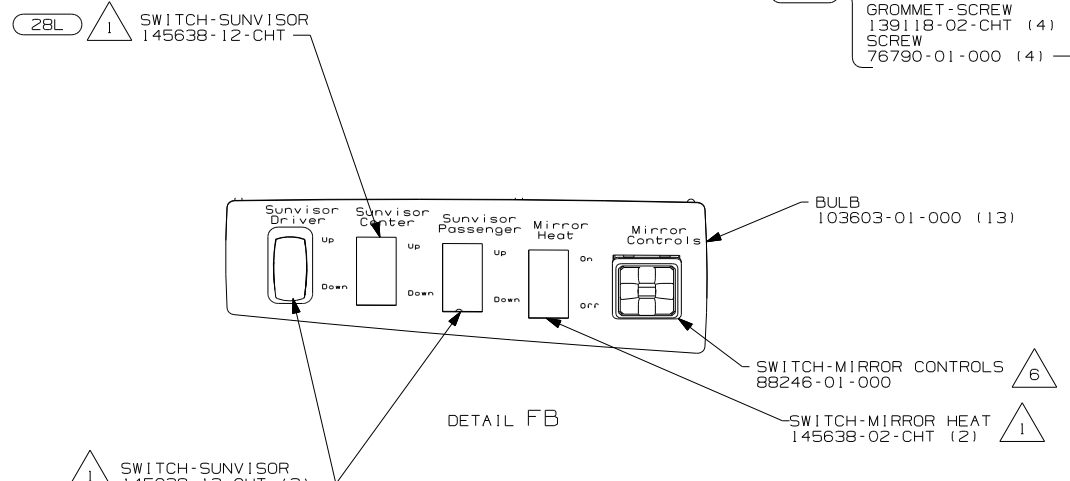 28L
1
SWITCH-SUNVISOR
145638-12-CHT
GROMMET-SCREW
139118-02-CHT (4)
SCREW
76790-01-000 (4)
BULB
103603-01-000 (13)
Sunvisor
Driver
Up
Down
Sunvisor
Center
Up
Down
Sunvisor
Passenger
Up
Down
Mirror
Heat
On
Off
Mirror
Controls
SWITCH-MIRROR CONTROLS
88246-01-000
6
DETAIL FB
SWITCH-MIRROR HEAT
145638-02-CHT (2)
1
1
SWITCH-SUNVISOR